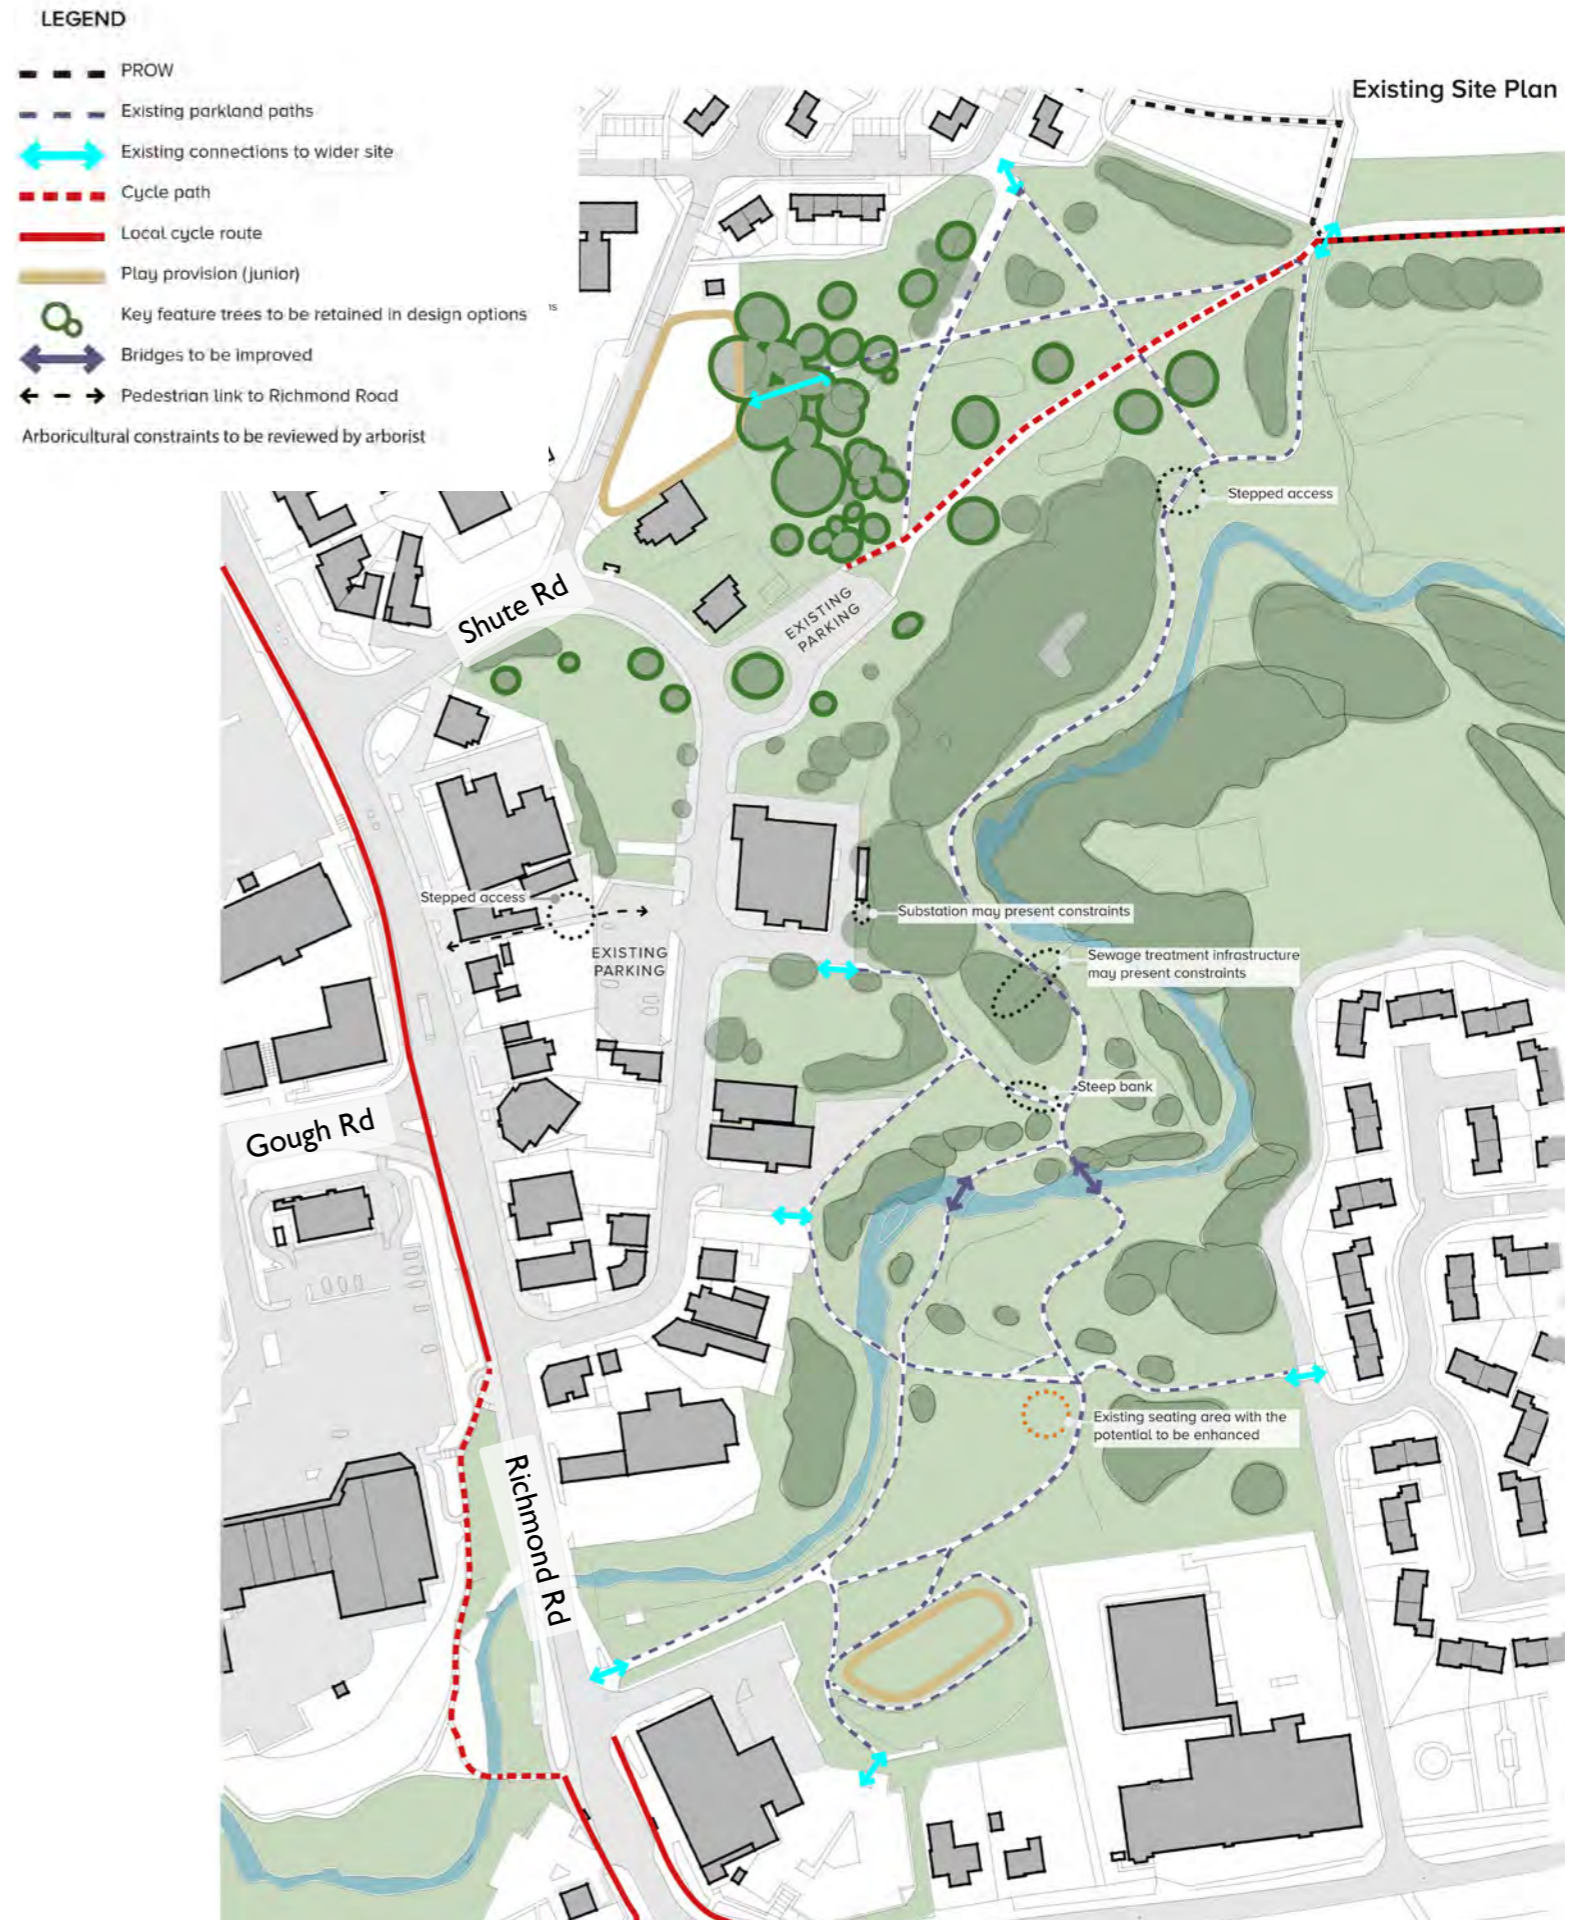 LEGEND
PROW
Existing parkland paths
Existing connections to wider site
Cycle path
Local cycle route
Play provision (junior)
Key feature trees to be retained in design options
Bridges to be improved
Pedestrian link to Richmond Road
Arboricultural constraints to be reviewed by arborist
Existing Site Plan
Stepped access
Shute Rd
EXISTING
PARKING
Stepped access
EXISTING
PARKING
Substation may present constraints
Sewage treatment infrastructure
may present constraints
Steep bank
Gough Rd
Existing seating area with the
potential to be enhanced
Richmond Rd